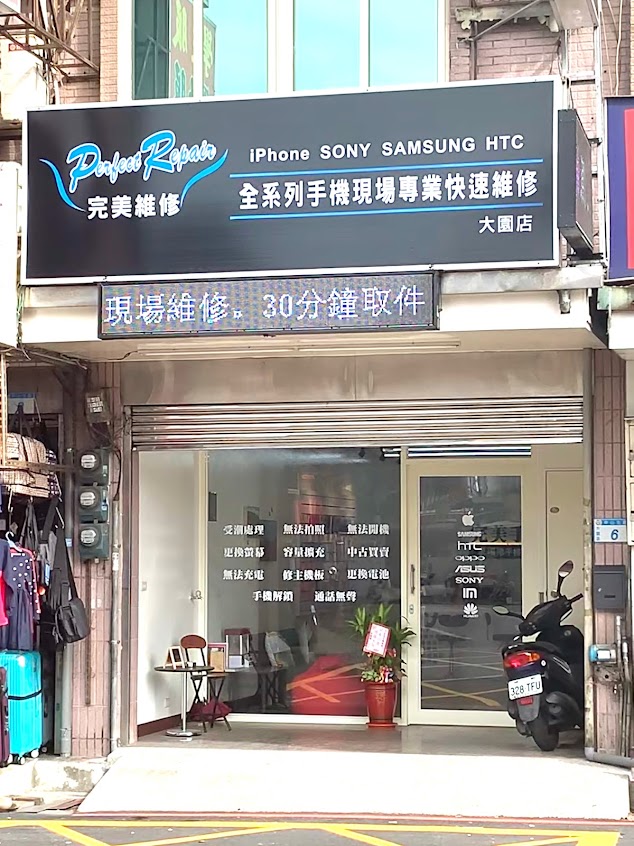 Perfect Repair
完美維修
iPhone SONY SAMSUNG HTC
全系列手機現場專業快速維修
大園店
現場維修. 30分鐘取件
受潮處理 無法拍照 無法開機
更換螢幕 容量擴充 中古買賣
無法充電 修主機板 更換電池
手機解鎖 通話無聲
SAMSUNG
hTC
oppo
ASUS
SONY
HUAWEI
6
328 TFU